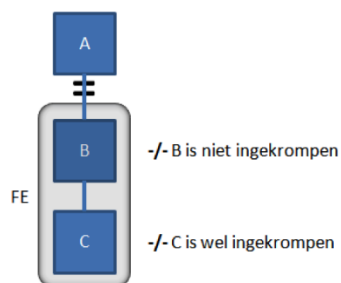 A
B
-/- B is niet ingekrompen
FE
C
-/- C is wel ingekrompen